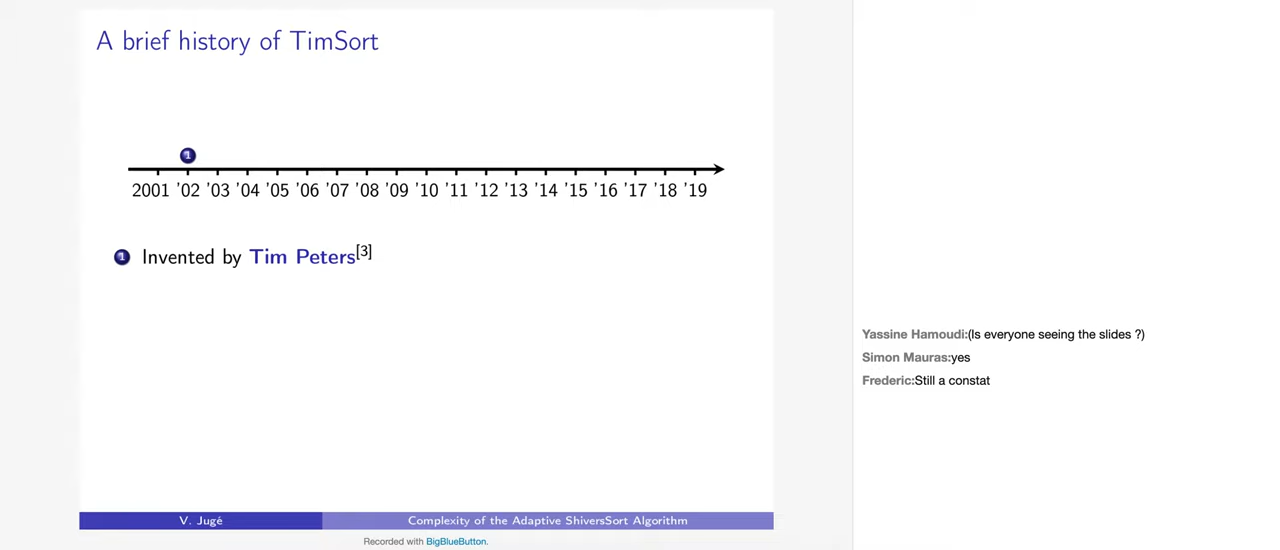 A brief history of TimSort
1
2001 '02 '03 '04 '05 '06 '07 '08 '09 '10 '11 '12 '13 '14 '15 '16 '17 '18 '19
1 Invented by Tim Peters[3]
V. Jugé Complexity of the Adaptive ShiversSort Algorithm
Recorded with BigBlueButton.
Yassine Hamoudi:(Is everyone seeing the slides ?)
Simon Mauras:yes
Frederic:Still a constat